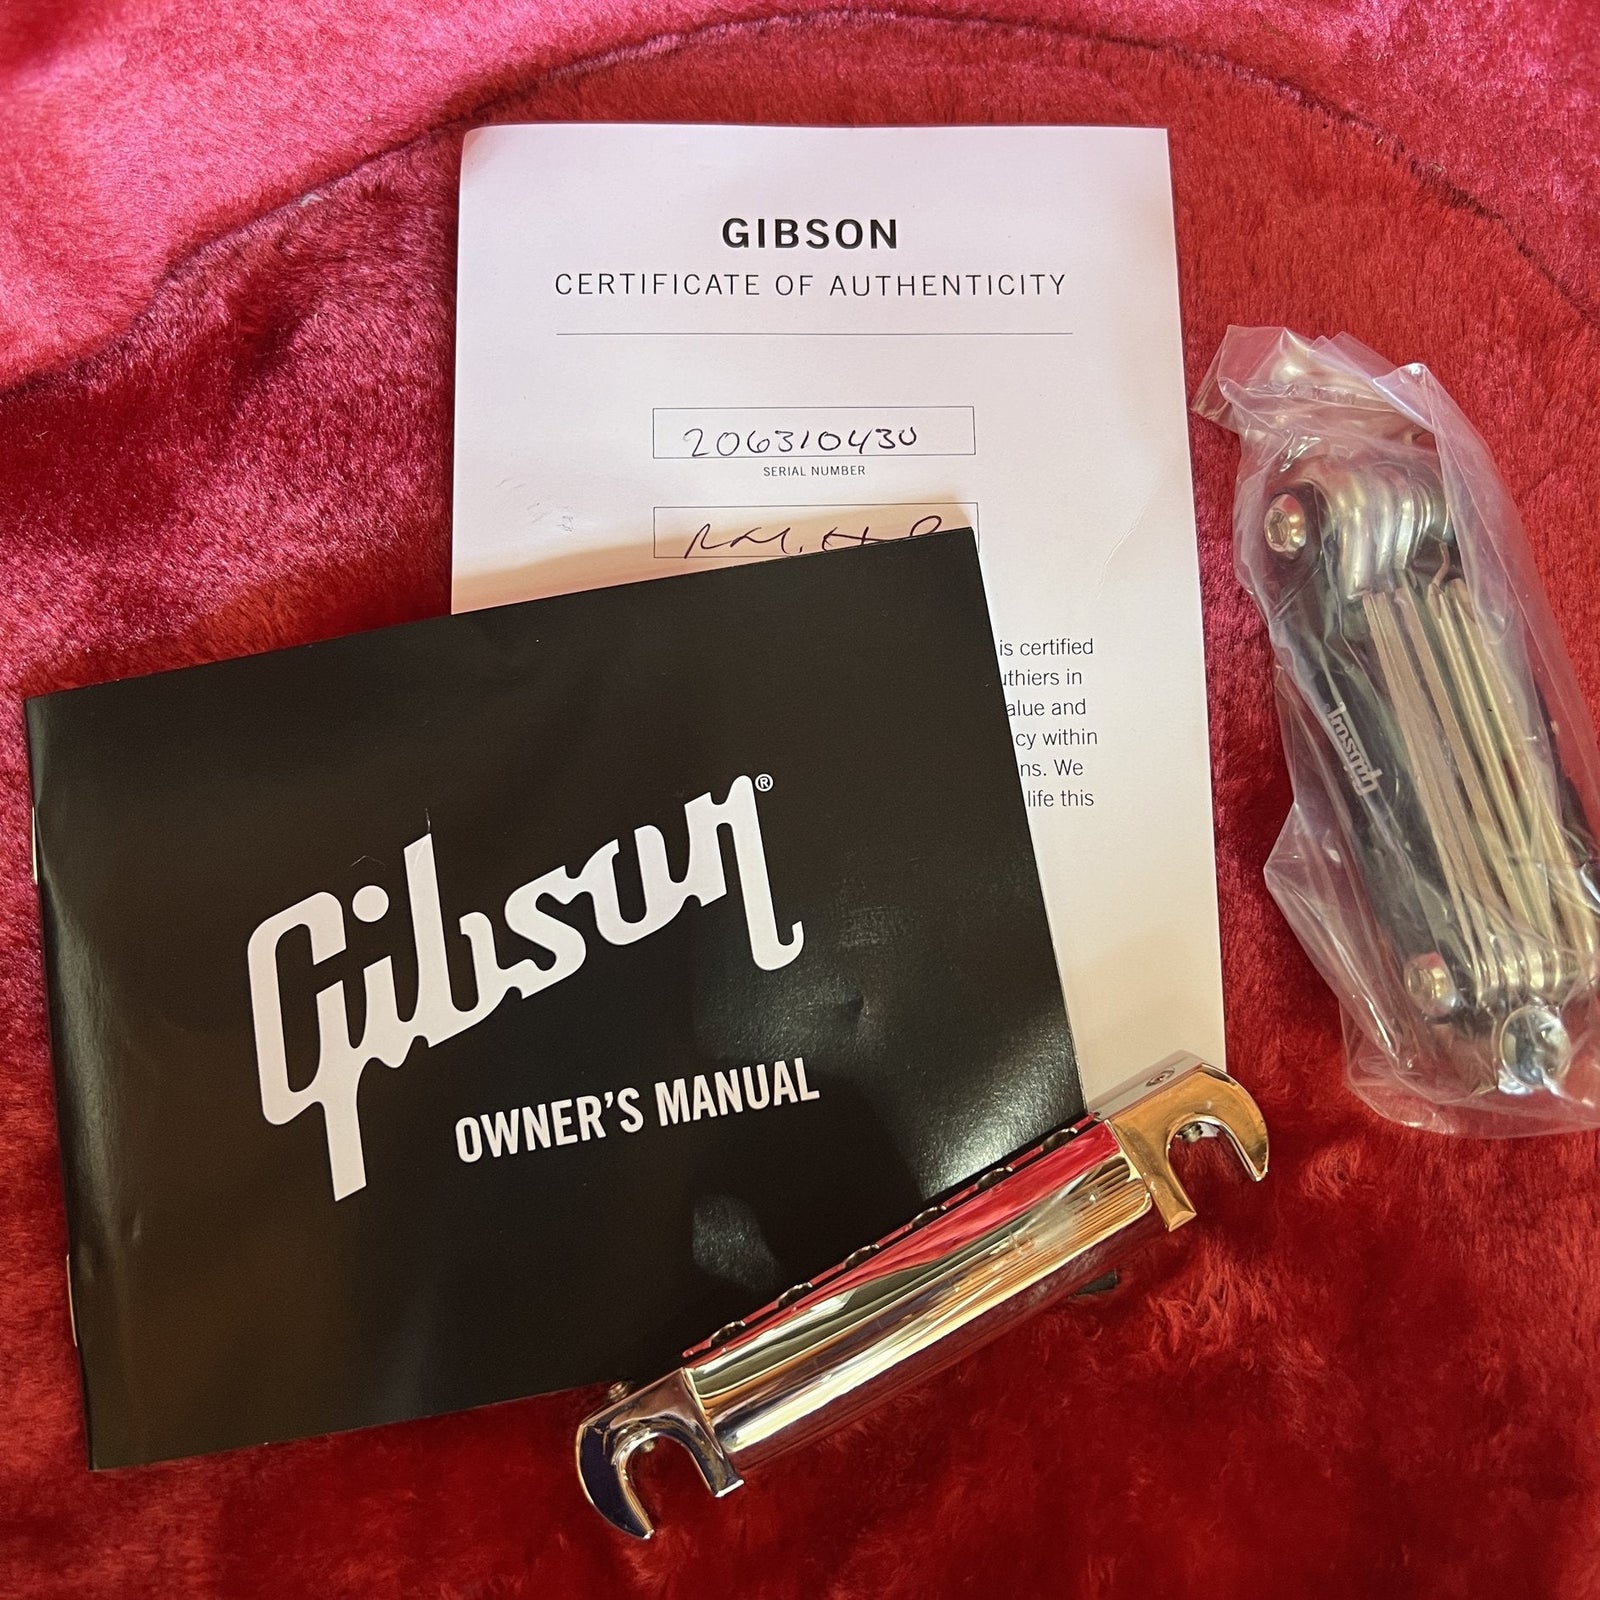 GIBSON
CERTIFICATE OF AUTHENTICITY
206310430
SERIAL NUMBER
is certified
uthiers in
alue and
cy within
ns. We
life this
Gibson®
OWNER'S MANUAL
Gibson